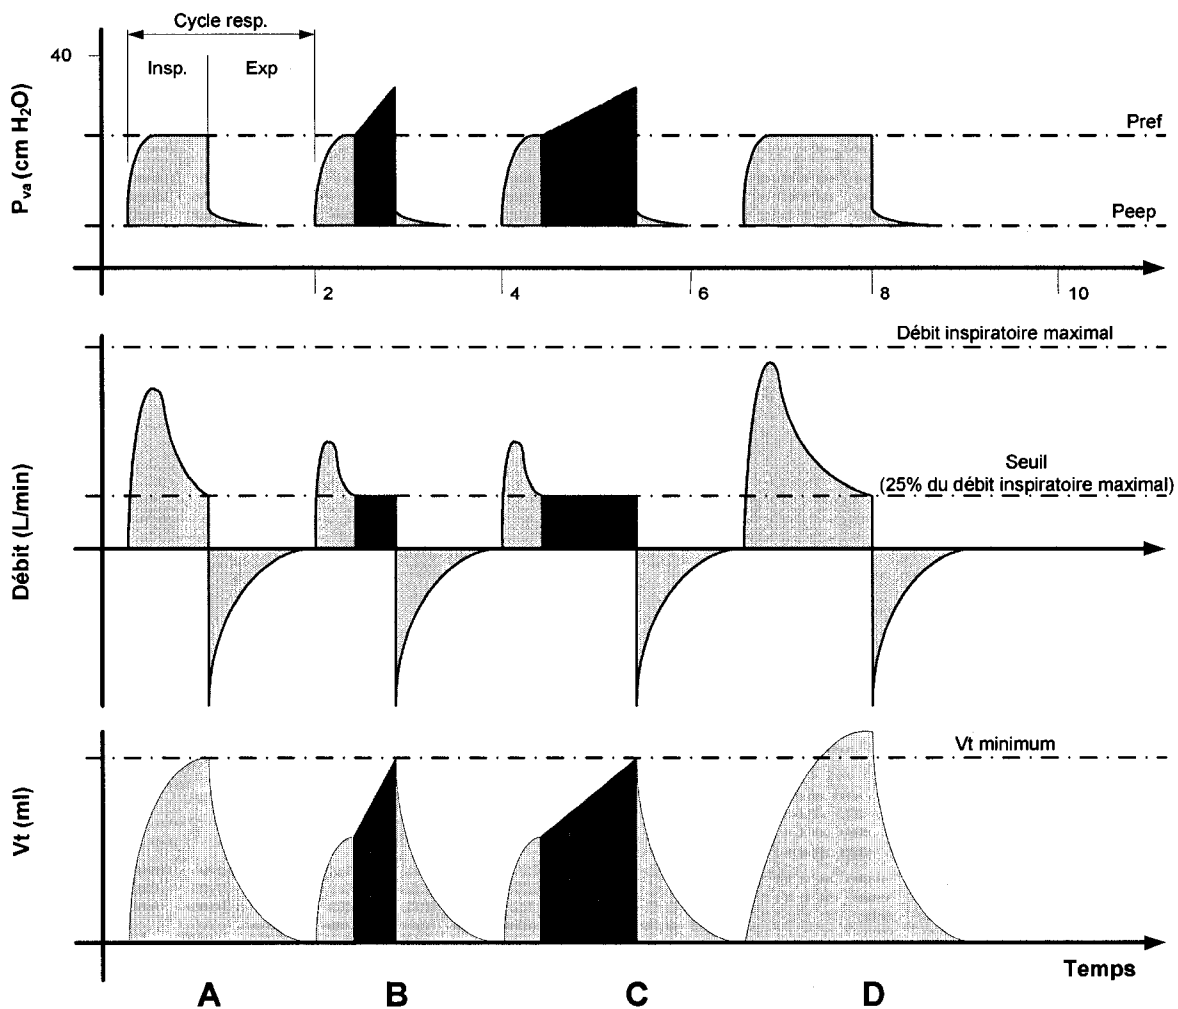 Cycle resp.
40
Insp.
Exp
Pva (cm H2O)
Pref
Peep
2
4
6
8
10
Débit inspiratoire maximal
Débit (L/min)
Seuil
(25% du débit inspiratoire maximal)
Vt minimum
Vt (ml)
Temps
A
B
C
D